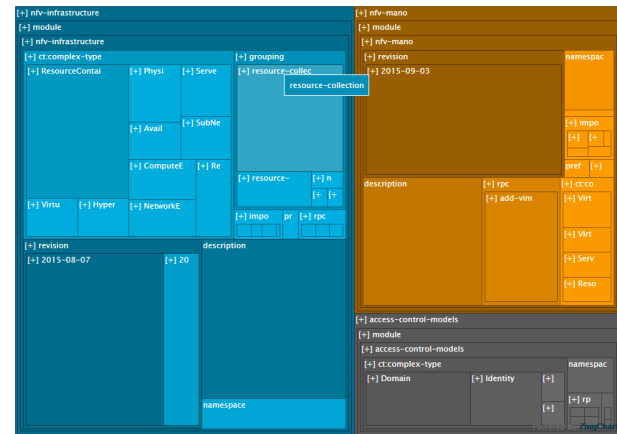 [+] nfv-infrastructure
[+] module
[+] nfv-infrastructure
[+] ct:complex-type
[+] ResourceContai
[+] Physi
[+] Serve
[+] Avail
[+] SubNe
[+] ComputeE
[+] Re
[+] Virtu
[+] Hyper
[+] NetworkE
[+] grouping
[+] resource-collec
resource-collection
[+] resource-
[+] n
[+
[+
[+] impo
pr
[+] rpc
[+] revision
[+] 2015-08-07
[+] 20
description
namespace
[+] nfv-mano
[+] module
[+] nfv-mano
[+] revision
[+] 2015-09-03
namespac
[+] impo
[+]
[+
pref
[+]
description
[+] rpc
[+] add-vim
[+] ct:co
[+] Virt
[+] Virt
[+] Serv
[+] Reso
[+] access-control-models
[+] module
[+] access-control-models
[+] ct:complex-type
[+] Domain
[+] Identity
[+]
[+]
namespac
[+] rp
Powered by ZingChar